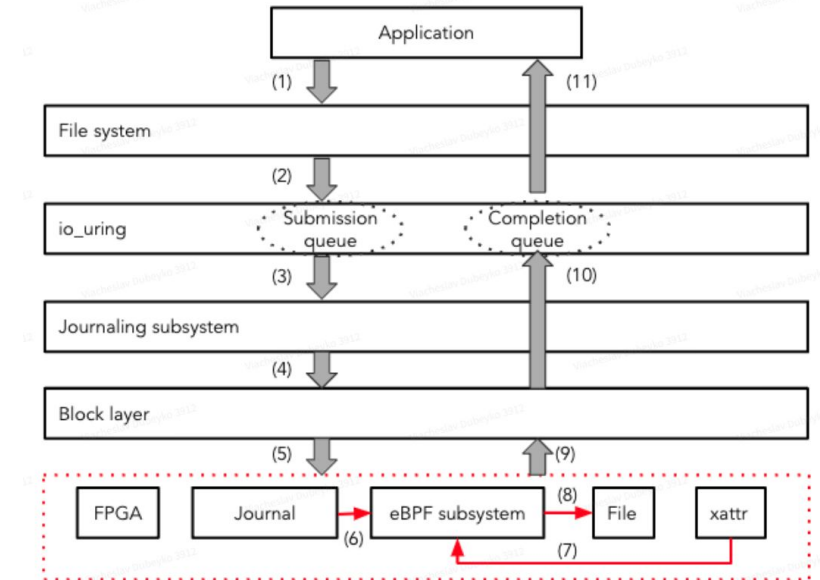 Application
(1)
(11)
File system
(2)
io_uring
Submission
queue
Completion
queue
(3)
(10)
Journaling subsystem
(4)
Block layer
(5)
(9)
FPGA
Journal
(6)
eBPF subsystem
(8)
File
xattr
(7)